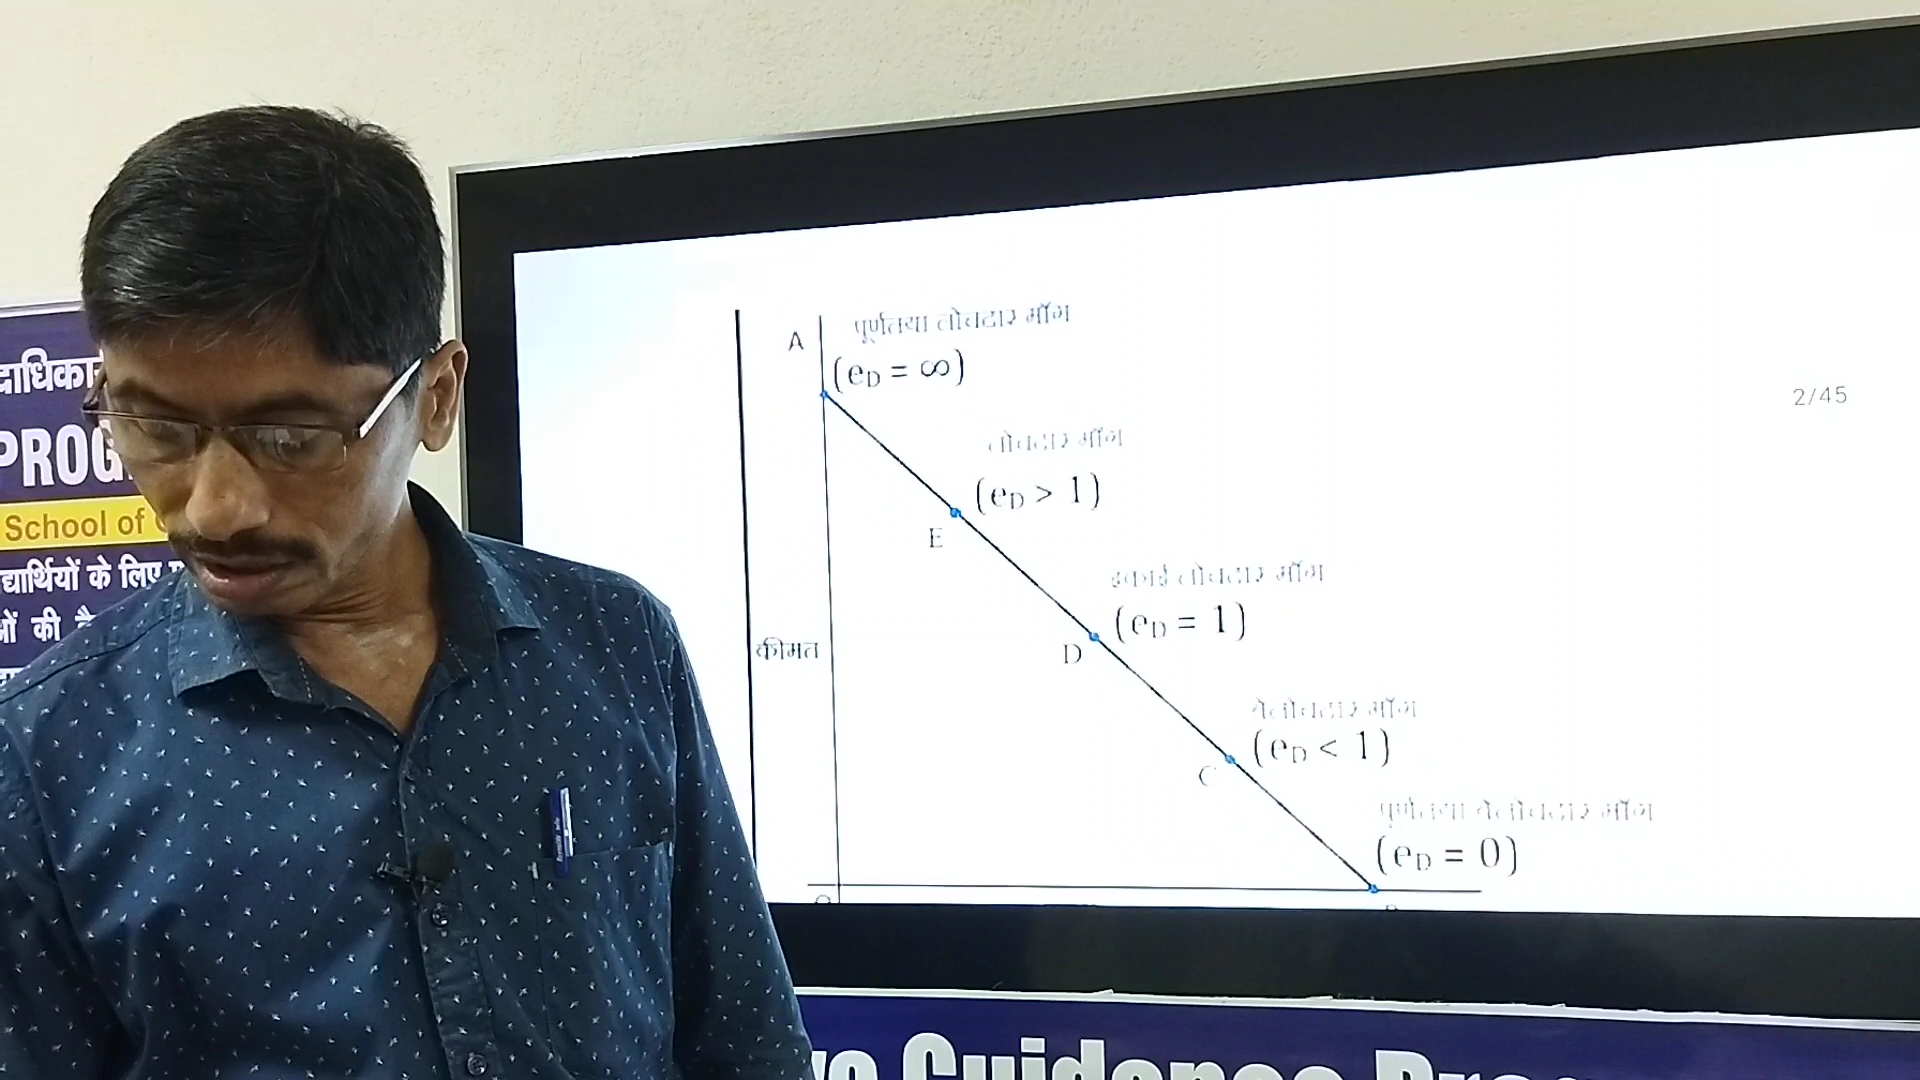 दाधिका
PROG
School of
द्यार्थियों के लिए
ओं की
A
पूर्णतया लोचदार माँग
(eD = ∞)
2/45
लोचदार माँग
(eD > 1)
E
इकाई लोचदार माँग
(eD = 1)
D
कीमत
बेलोचदार माँग
(eD < 1)
C
पूर्णतया बेलोचदार माँग
(eD = 0)
Guidance